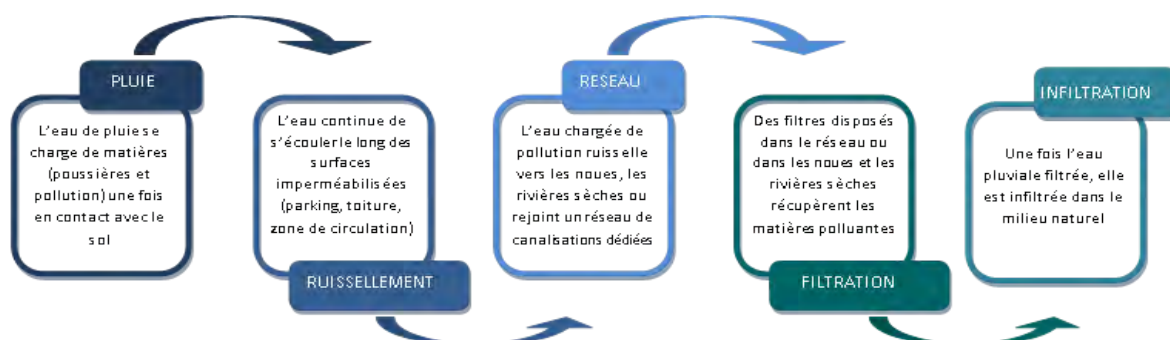 PLUIE
L'eau de pluie se
charge de matières
(poussières et
pollution) une fois
en contact avec le
sol
L'eau continue de
s'écouler le long des
surfaces
imperméabilisées
(parking, toiture,
zone de circulation)
RUISSELLEMENT
RESEAU
L'eau chargée de
pollution ruisselle
vers les noues, les
rivières sèches ou
rejoint un réseau de
canalisations dédiées
Des filtres disposés
dans le réseau ou
dans les noues et les
rivières sèches
récupèrent les
matières polluantes
FILTRATION
INFILTRATION
Une fois l'eau
pluviale filtrée, elle
est infiltrée dans le
milieu naturel